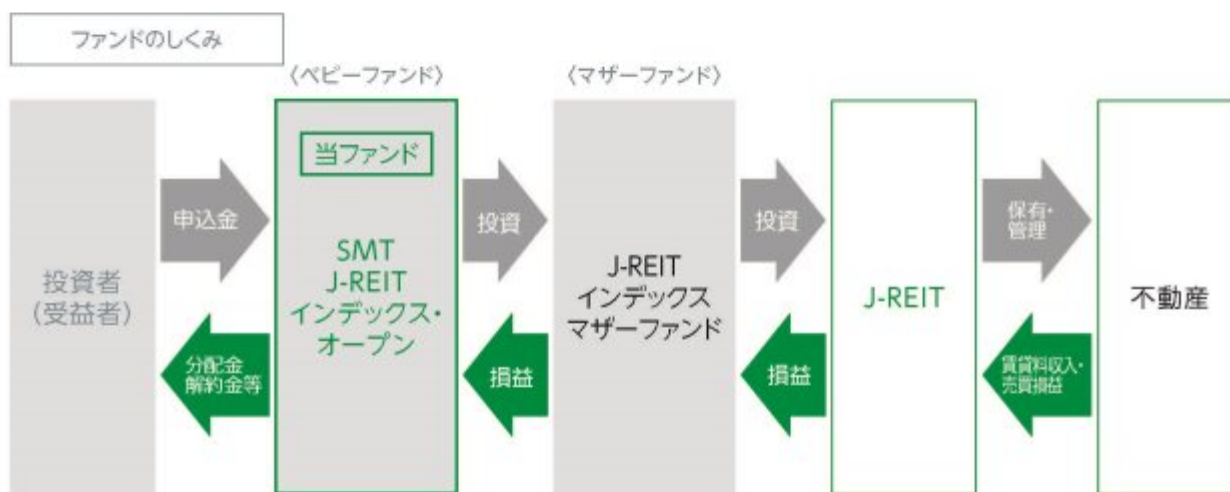 ファンドのしくみ
〈ベビーファンド〉
〈マザーファンド〉
投資者
(受益者)
申込金
分配金
解約金等
当ファンド
SMT
J-REIT
インデックス・
オープン
投資
損益
J-REIT
インデックス
マザーファンド
投資
損益
J-REIT
保有・
管理
賃貸料収入・
売買損益
不動産